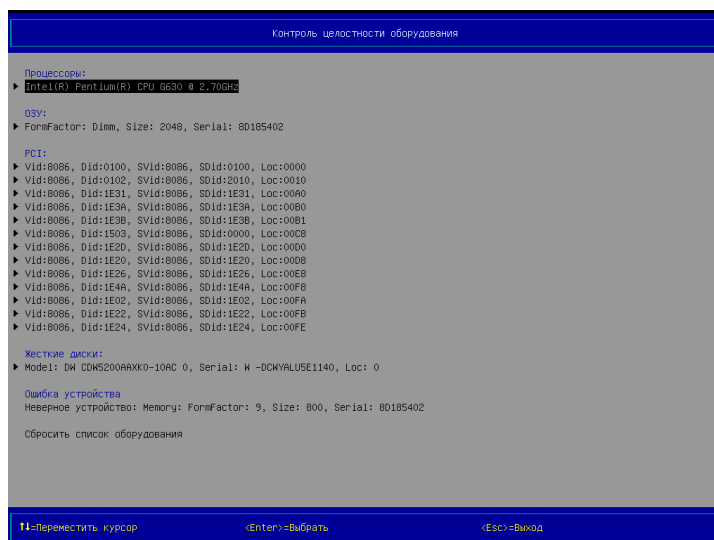 Контроль целостности оборудования
Процессоры:
Intel(R) Pentium(R) CPU G630 @ 2.70GHz
ОЗУ:
FormFactor: Dimm, Size: 2048, Serial: 8D185402
PCI:
Vid:8086, Did:0100, SVid:8086, SDid:0100, Loc:0000
Vid:8086, Did:0102, SVid:8086, SDid:2010, Loc:0010
Vid:8086, Did:1E31, SVid:8086, SDid:1E31, Loc:00A0
Vid:8086, Did:1E3A, SVid:8086, SDid:1E3A, Loc:00B0
Vid:8086, Did:1E3B, SVid:8086, SDid:1E3B, Loc:00B1
Vid:8086, Did:1503, SVid:8086, SDid:0000, Loc:00C8
Vid:8086, Did:1E2D, SVid:8086, SDid:1E2D, Loc:00D0
Vid:8086, Did:1E20, SVid:8086, SDid:1E20, Loc:00D8
Vid:8086, Did:1E26, SVid:8086, SDid:1E26, Loc:00E8
Vid:8086, Did:1E4A, SVid:8086, SDid:1E4A, Loc:00F8
Vid:8086, Did:1E02, SVid:8086, SDid:1E02, Loc:00FA
Vid:8086, Did:1E22, SVid:8086, SDid:1E22, Loc:00FB
Vid:8086, Did:1E24, SVid:8086, SDid:1E24, Loc:00FE
Жесткие диски:
Model: DW CDW5200AAXK0-10AC 0, Serial: W -DCWYALU5E1140, Loc: 0
Ошибка устройства
Неверное устройство: Memory: FormFactor: 9, Size: 800, Serial: 8D185402
Сбросить список оборудования
↑↓=Переместить курсор <Enter>=Выбрать <Esc>=Выход